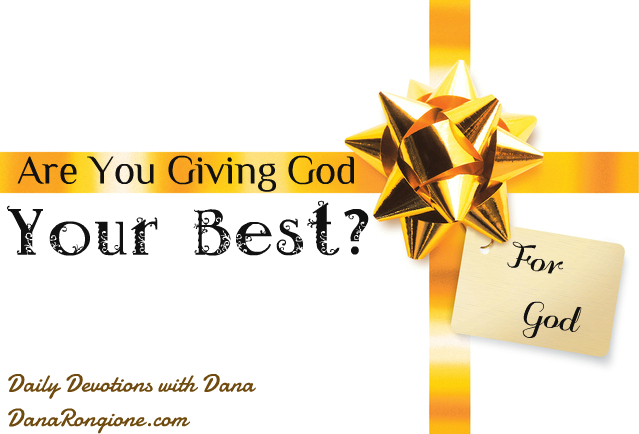 Are You Giving God
Your Best?
For
God
Daily Devotions with Dana
DanaRongione.com